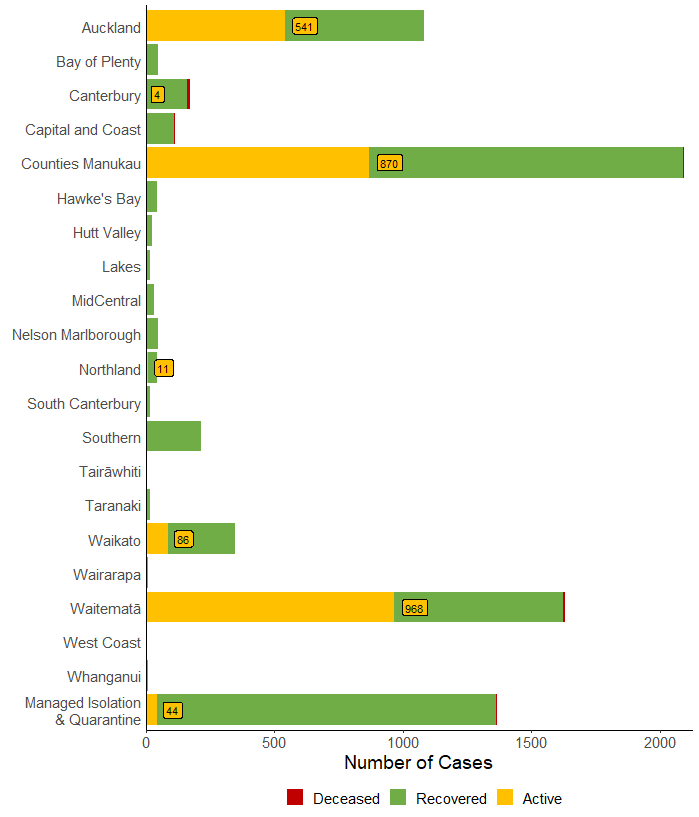 Auckland
541
Bay of Plenty
Canterbury
4
Capital and Coast
Counties Manukau
870
Hawke's Bay
Hutt Valley
Lakes
MidCentral
Nelson Marlborough
Northland
11
South Canterbury
Southern
Tairāwhiti
Taranaki
Waikato
86
Wairarapa
Waitematā
968
West Coast
Whanganui
Managed Isolation
& Quarantine
44
0 500 1000 1500 2000
Number of Cases
Deceased Recovered Active